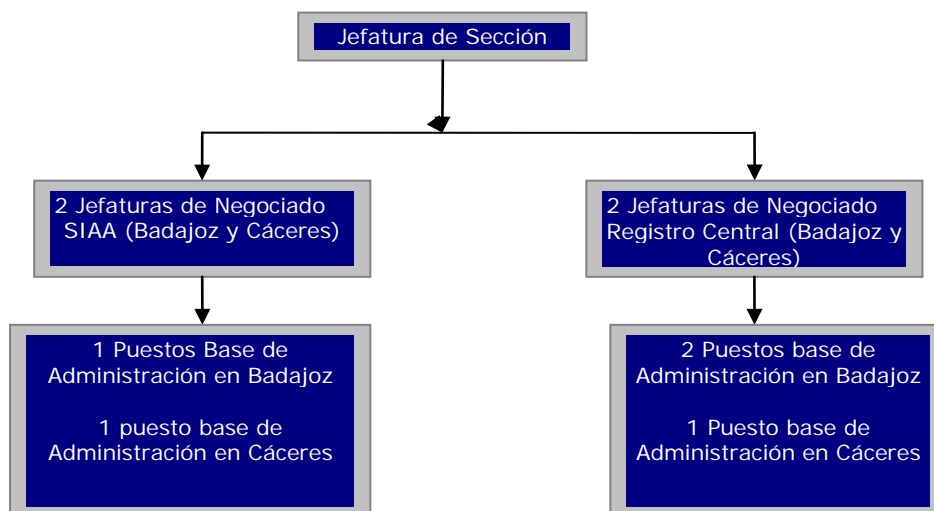 Jefatura de Sección
2 Jefaturas de Negociado
SIAA (Badajoz y Cáceres)
2 Jefaturas de Negociado
Registro Central (Badajoz y
Cáceres)
1 Puestos Base de
Administración en Badajoz
1 puesto base de
Administración en Cáceres
2 Puestos base de
Administración en Badajoz
1 Puesto base de
Administración en Cáceres